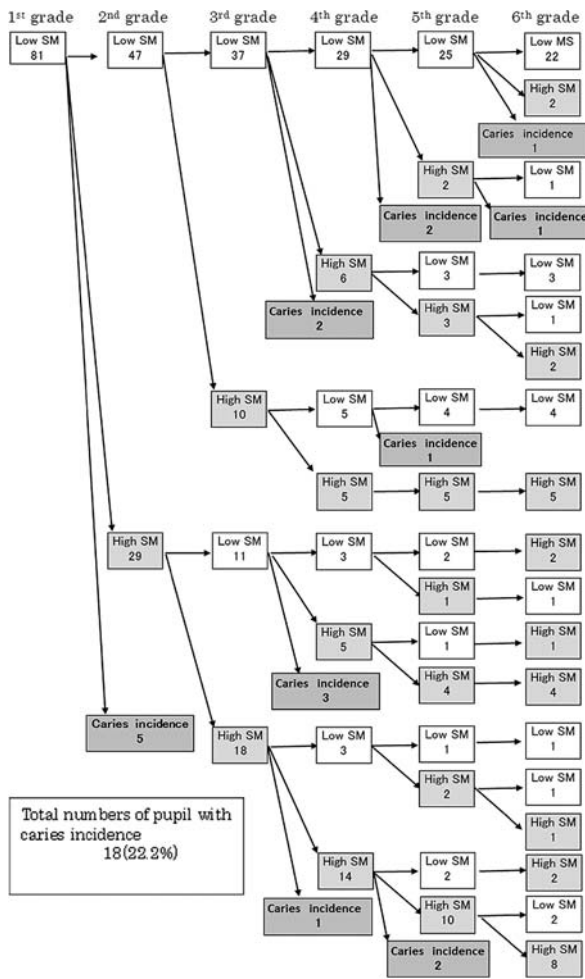 1st grade 2nd grade 3rd grade 4th grade 5th grade 6th grade
Low SM Low SM Low SM Low SM Low SM Low MS
81 47 37 29 25 22
High SM
2
Caries incidence
1
High SM Low SM
2 1
Caries incidence Caries incidence
2 1
High SM Low SM Low SM
6 3 3
Caries incidence High SM Low SM
2 3 1
High SM
2
High SM Low SM Low SM Low SM
10 5 4 4
Caries incidence
1
High SM High SM High SM
5 5 5
High SM Low SM Low SM Low SM High SM
29 11 3 2 2
High SM Low SM
1 1
High SM Low SM High SM
5 1 1
Caries incidence High SM High SM
3 4 4
Caries incidence
5
High SM Low SM Low SM Low SM
18 3 1 1
High SM Low SM
2 1
High SM
1
Total numbers of pupil with
caries incidence
18(22.2%)
High SM Low SM High SM
14 2 2
Caries incidence High SM Low SM
1 10 2
Caries incidence High SM
2 8